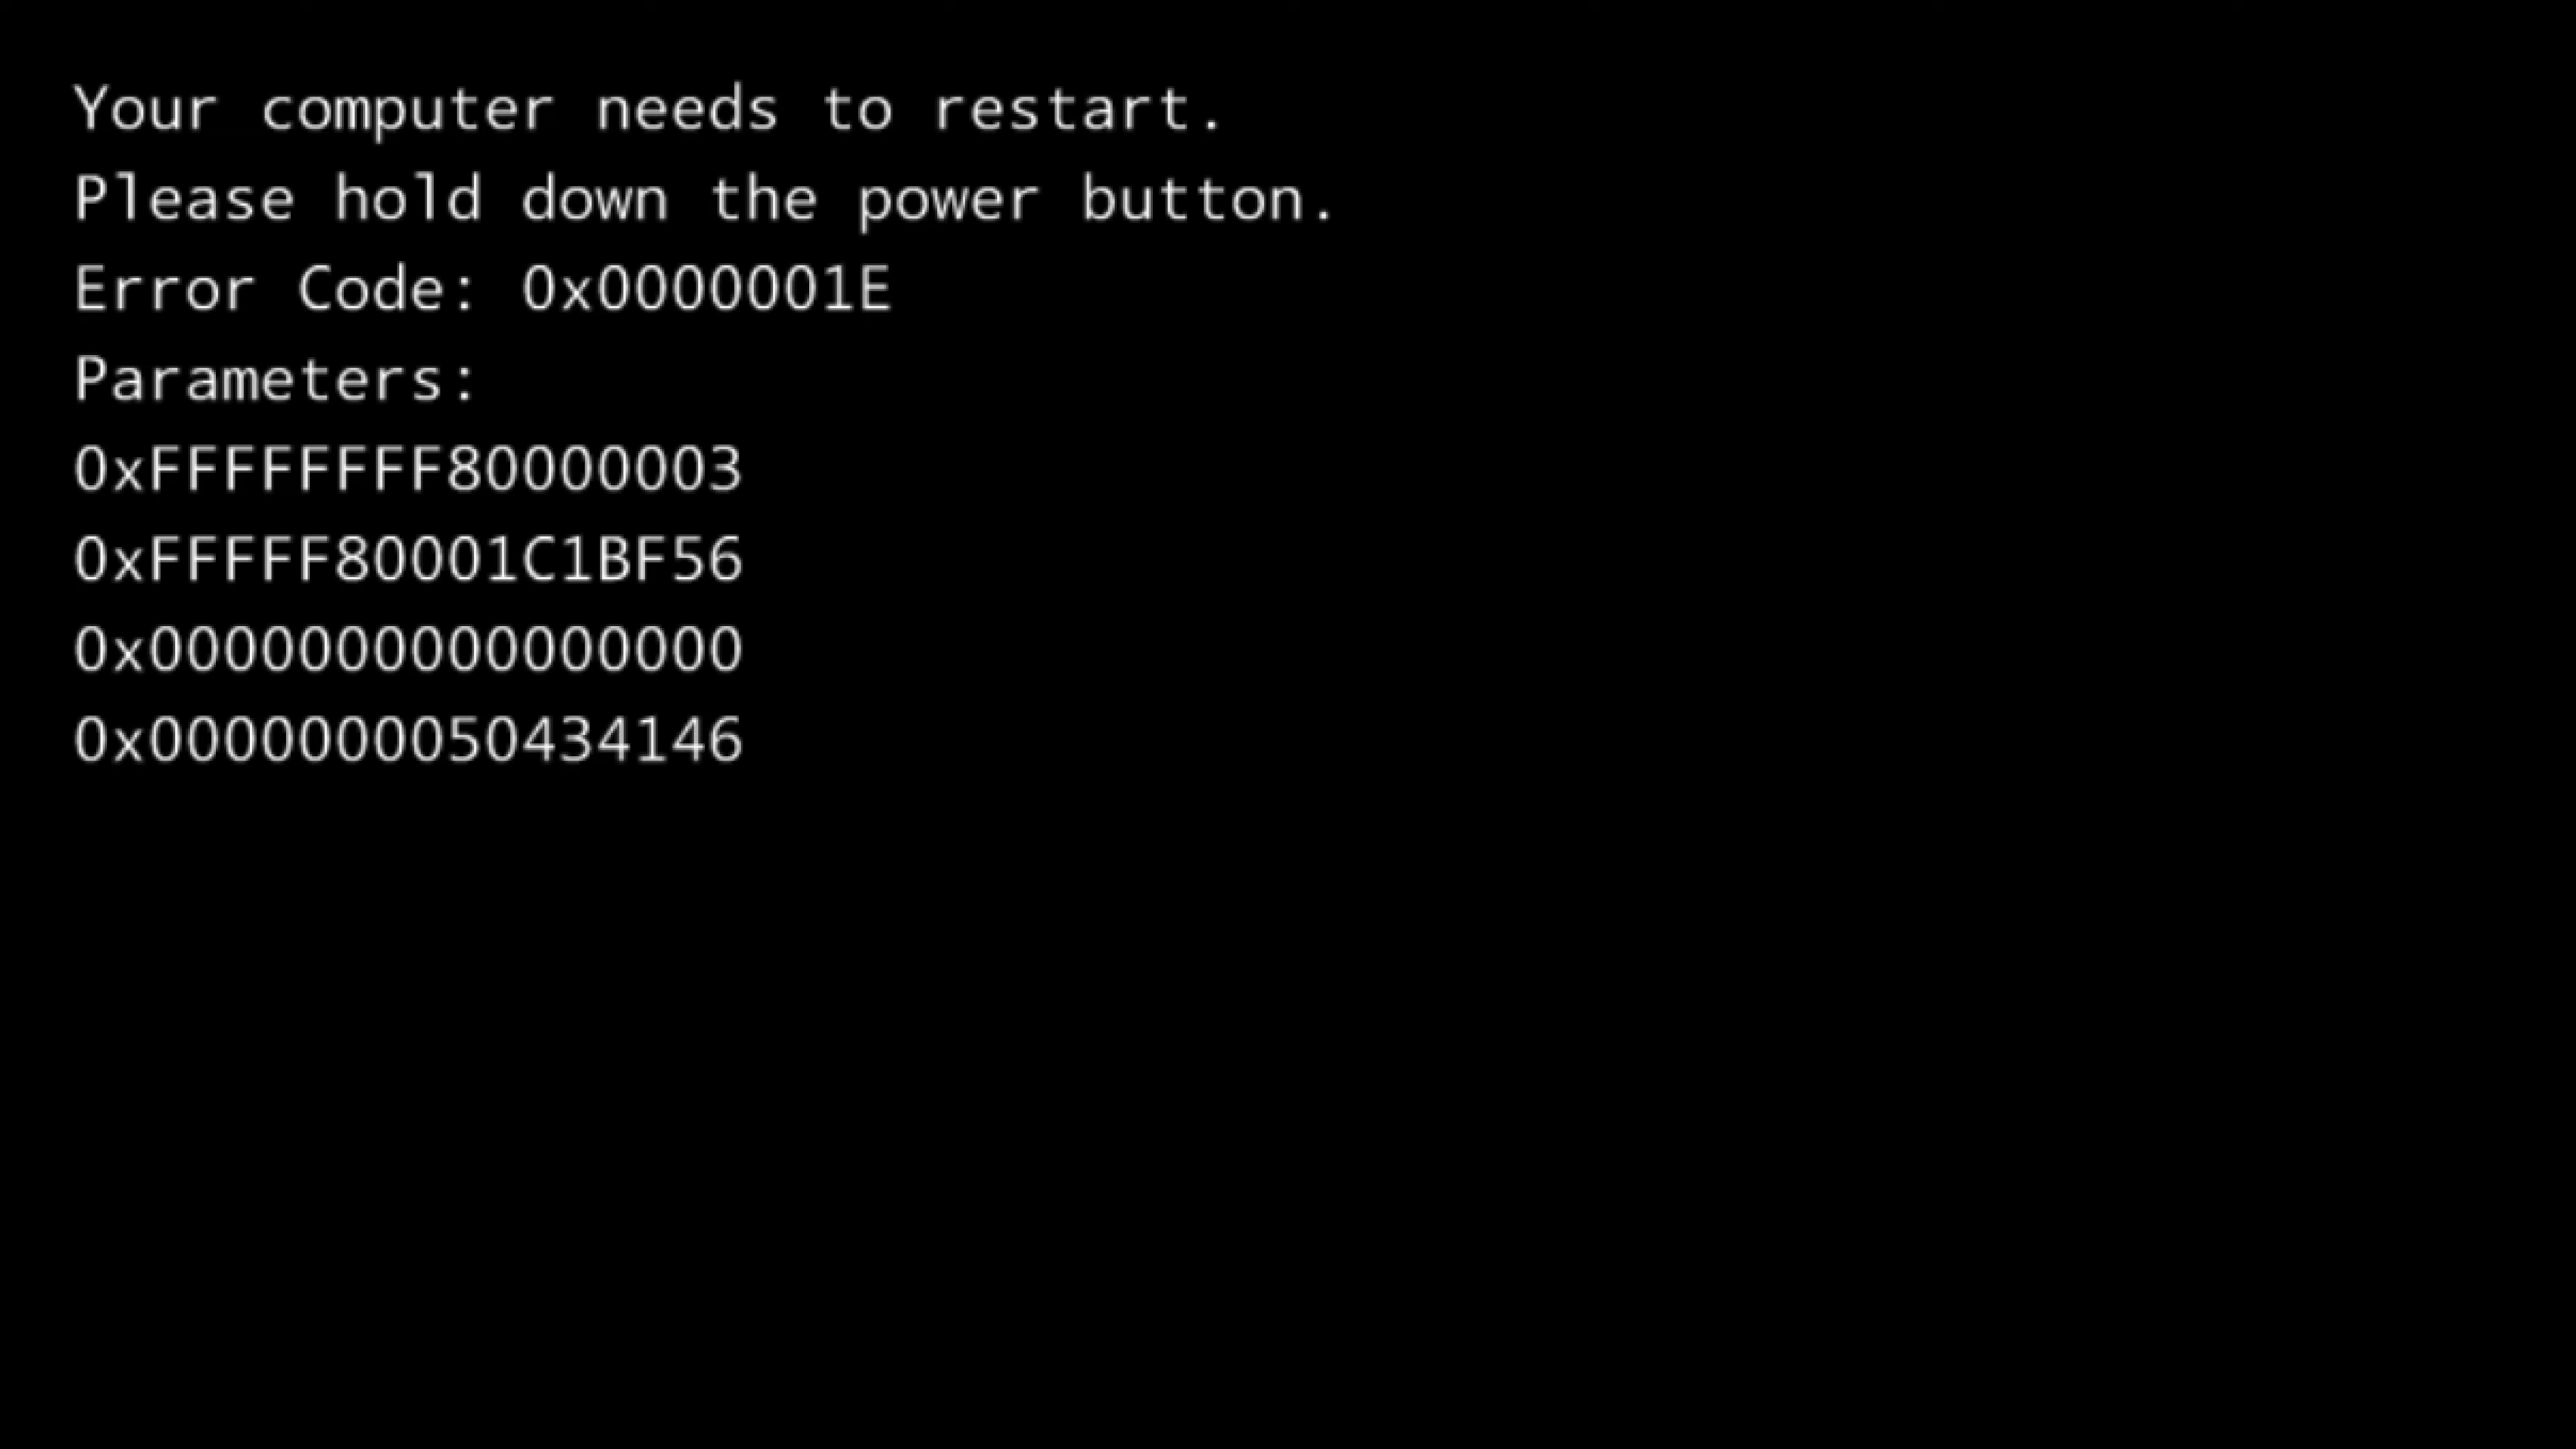 Your computer needs to restart.
Please hold down the power button.
Error Code: 0x0000001E
Parameters:
0xFFFFFFFF80000003
0xFFFFF80001C1BF56
0x0000000000000000
0x0000000050434146